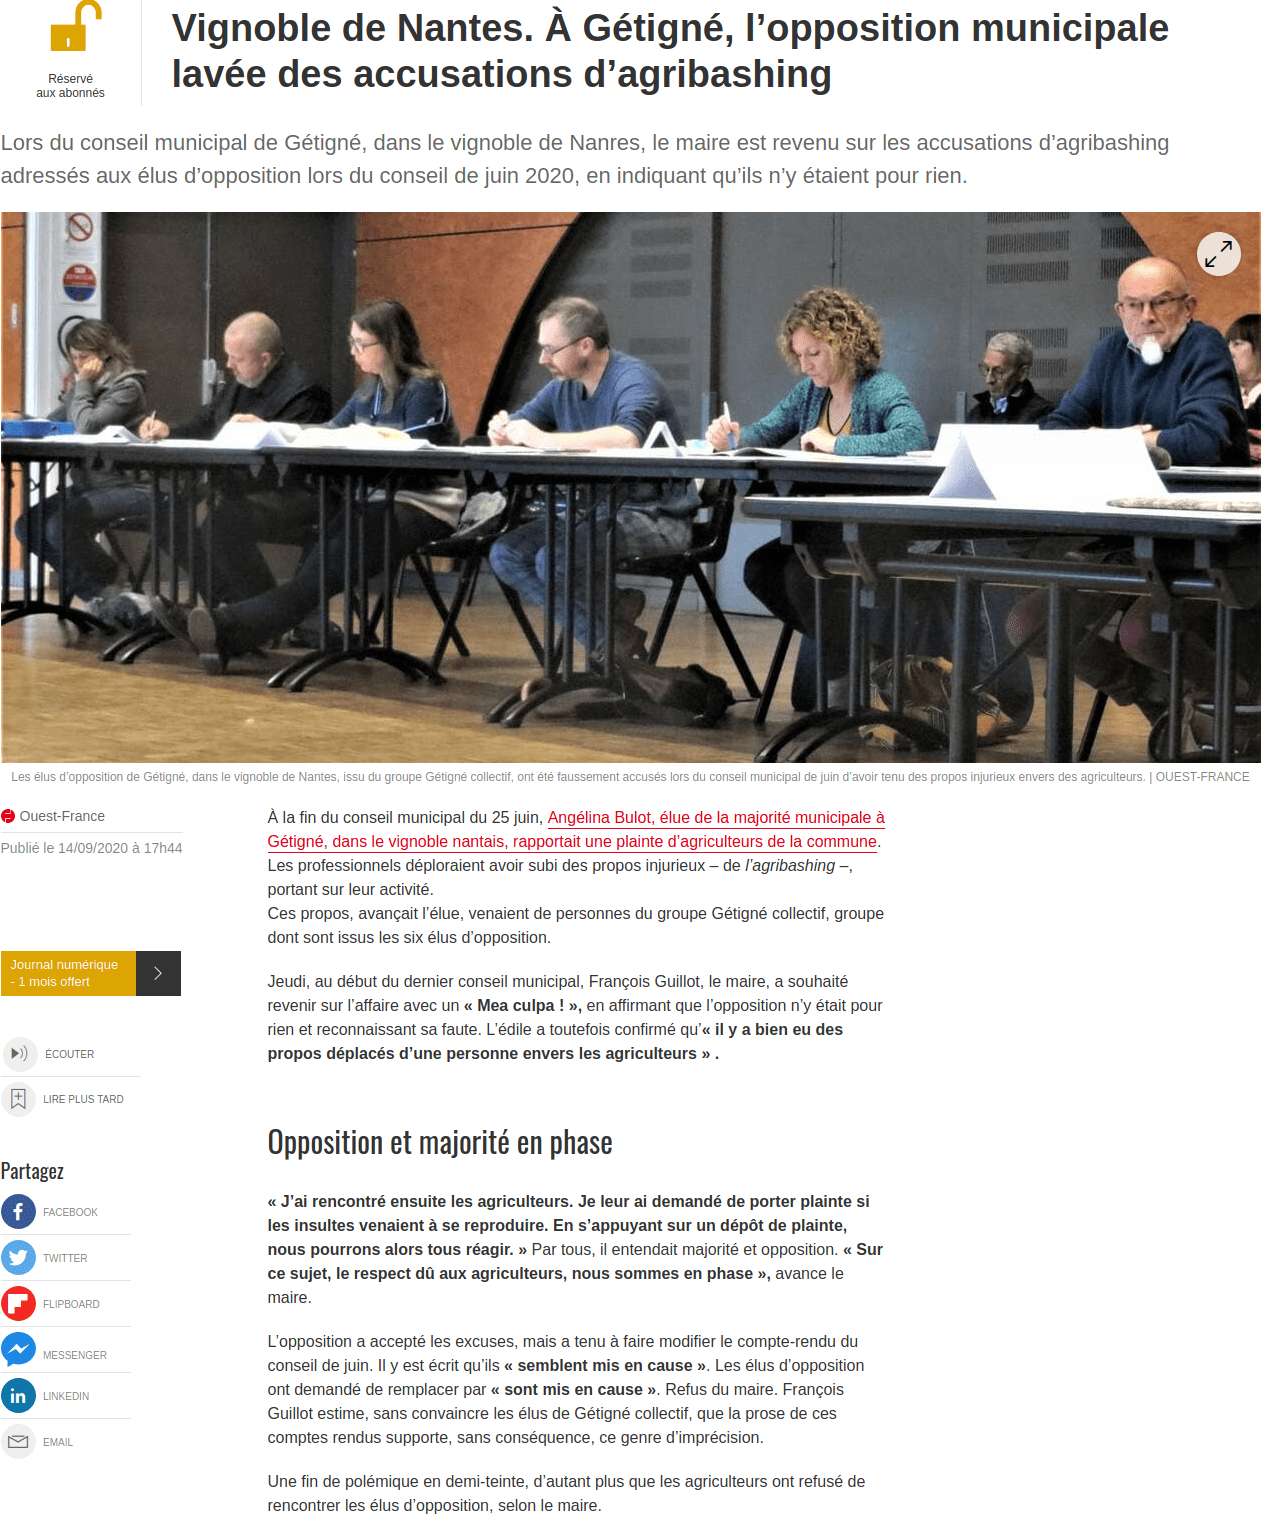 Réservé
aux abonnés
Vignoble de Nantes. À Gétigné, l’opposition municipale
lavée des accusations d’agribashing
Lors du conseil municipal de Gétigné, dans le vignoble de Nanres, le maire est revenu sur les accusations d’agribashing
adressés aux élus d’opposition lors du conseil de juin 2020, en indiquant qu’ils n’y étaient pour rien.
Les élus d’opposition de Gétigné, dans le vignoble de Nantes, issu du groupe Gétigné collectif, ont été faussement accusés lors du conseil municipal de juin d’avoir tenu des propos injurieux envers des agriculteurs. | OUEST-FRANCE
Ouest-France
Publié le 14/09/2020 à 17h44
Journal numérique
- 1 mois offert
ÉCOUTER
LIRE PLUS TARD
Partagez
FACEBOOK
TWITTER
FLIPBOARD
MESSENGER
LINKEDIN
EMAIL
À la fin du conseil municipal du 25 juin, Angélina Bulot, élue de la majorité municipale à
Gétigné, dans le vignoble nantais, rapportait une plainte d’agriculteurs de la commune.
Les professionnels déploraient avoir subi des propos injurieux – de l’agribashing –,
portant sur leur activité.
Ces propos, avançait l’élue, venaient de personnes du groupe Gétigné collectif, groupe
dont sont issus les six élus d’opposition.
Jeudi, au début du dernier conseil municipal, François Guillot, le maire, a souhaité
revenir sur l’affaire avec un « Mea culpa ! », en affirmant que l’opposition n’y était pour
rien et reconnaissant sa faute. L’édile a toutefois confirmé qu’« il y a bien eu des
propos déplacés d’une personne envers les agriculteurs » .
Opposition et majorité en phase
« J’ai rencontré ensuite les agriculteurs. Je leur ai demandé de porter plainte si
les insultes venaient à se reproduire. En s’appuyant sur un dépôt de plainte,
nous pourrons alors tous réagir. » Par tous, il entendait majorité et opposition. « Sur
ce sujet, le respect dû aux agriculteurs, nous sommes en phase », avance le
maire.
L’opposition a accepté les excuses, mais a tenu à faire modifier le compte-rendu du
conseil de juin. Il y est écrit qu’ils « semblent mis en cause ». Les élus d’opposition
ont demandé de remplacer par « sont mis en cause ». Refus du maire. François
Guillot estime, sans convaincre les élus de Gétigné collectif, que la prose de ces
comptes rendus supporte, sans conséquence, ce genre d’imprécision.
Une fin de polémique en demi-teinte, d’autant plus que les agriculteurs ont refusé de
rencontrer les élus d’opposition, selon le maire.